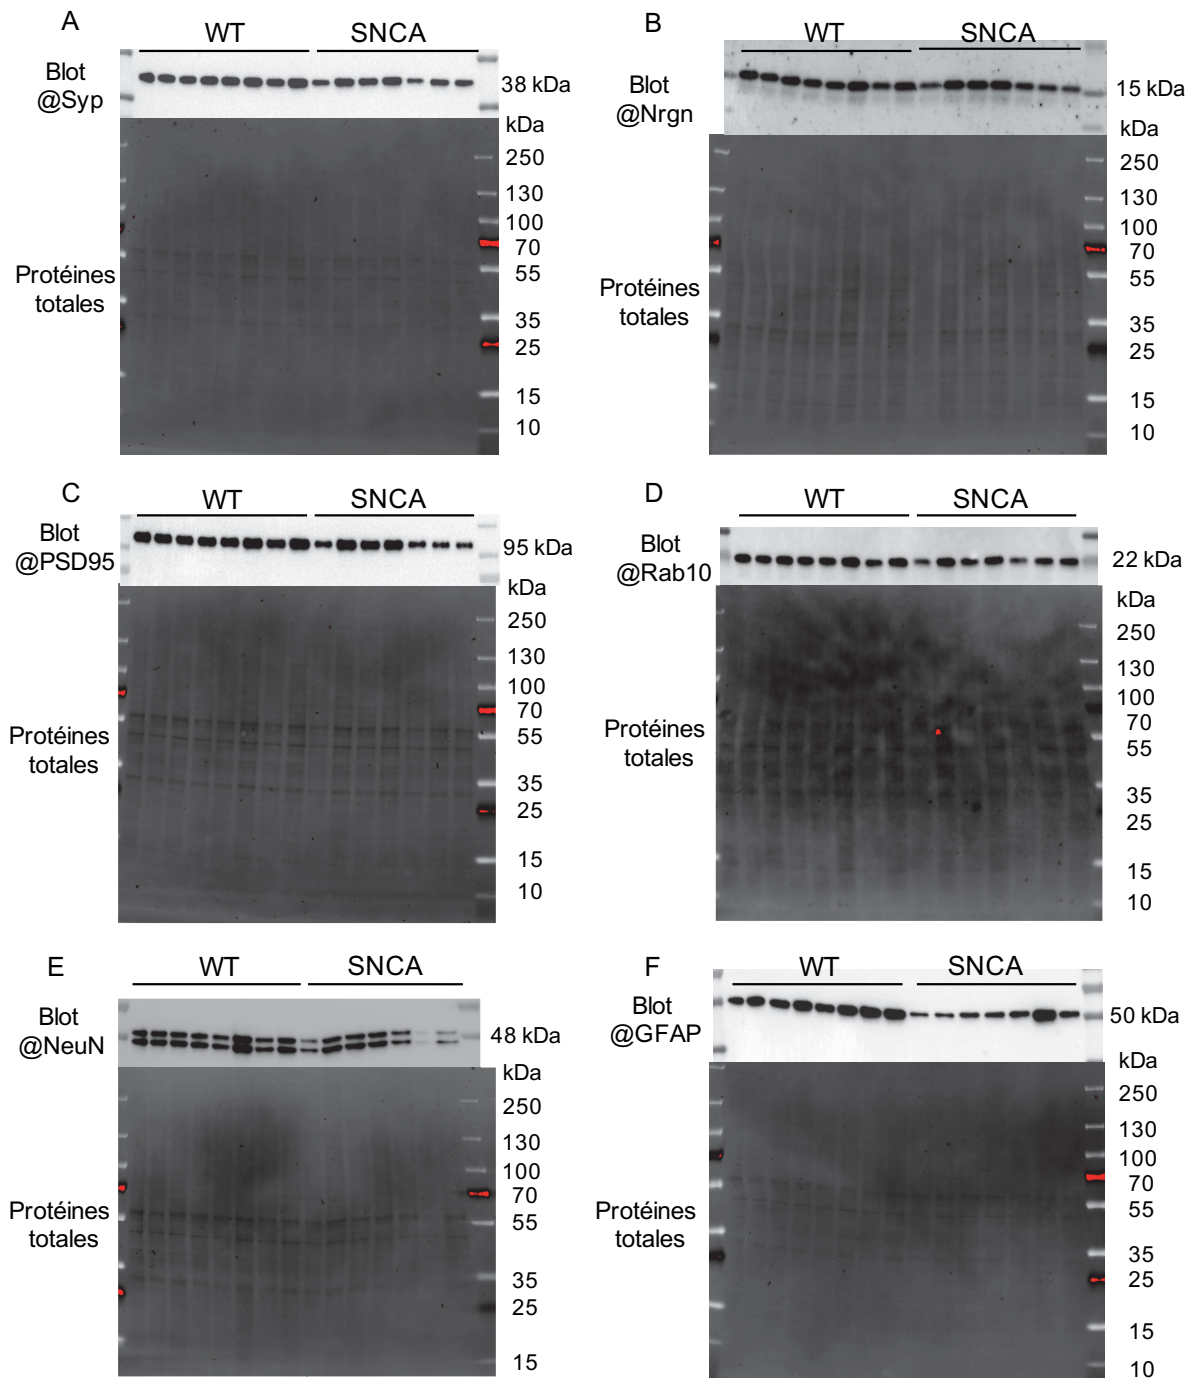 A
WT
SNCA
Blot
@Syp
38 kDa
kDa
250
130
100
70
55
35
25
15
10
Protéines
totales
B
WT
SNCA
Blot
@Nrgn
15 kDa
kDa
250
130
100
70
55
35
25
15
10
Protéines
totales
C
WT
SNCA
Blot
@PSD95
95 kDa
kDa
250
130
100
70
55
35
25
15
10
Protéines
totales
D
WT
SNCA
Blot
@Rab10
22 kDa
kDa
250
130
100
70
55
35
25
15
10
Protéines
totales
E
WT
SNCA
Blot
@NeuN
48 kDa
kDa
250
130
100
70
55
35
25
15
Protéines
totales
F
WT
SNCA
Blot
@GFAP
50 kDa
kDa
250
130
100
70
55
35
25
15
10
Protéines
totales